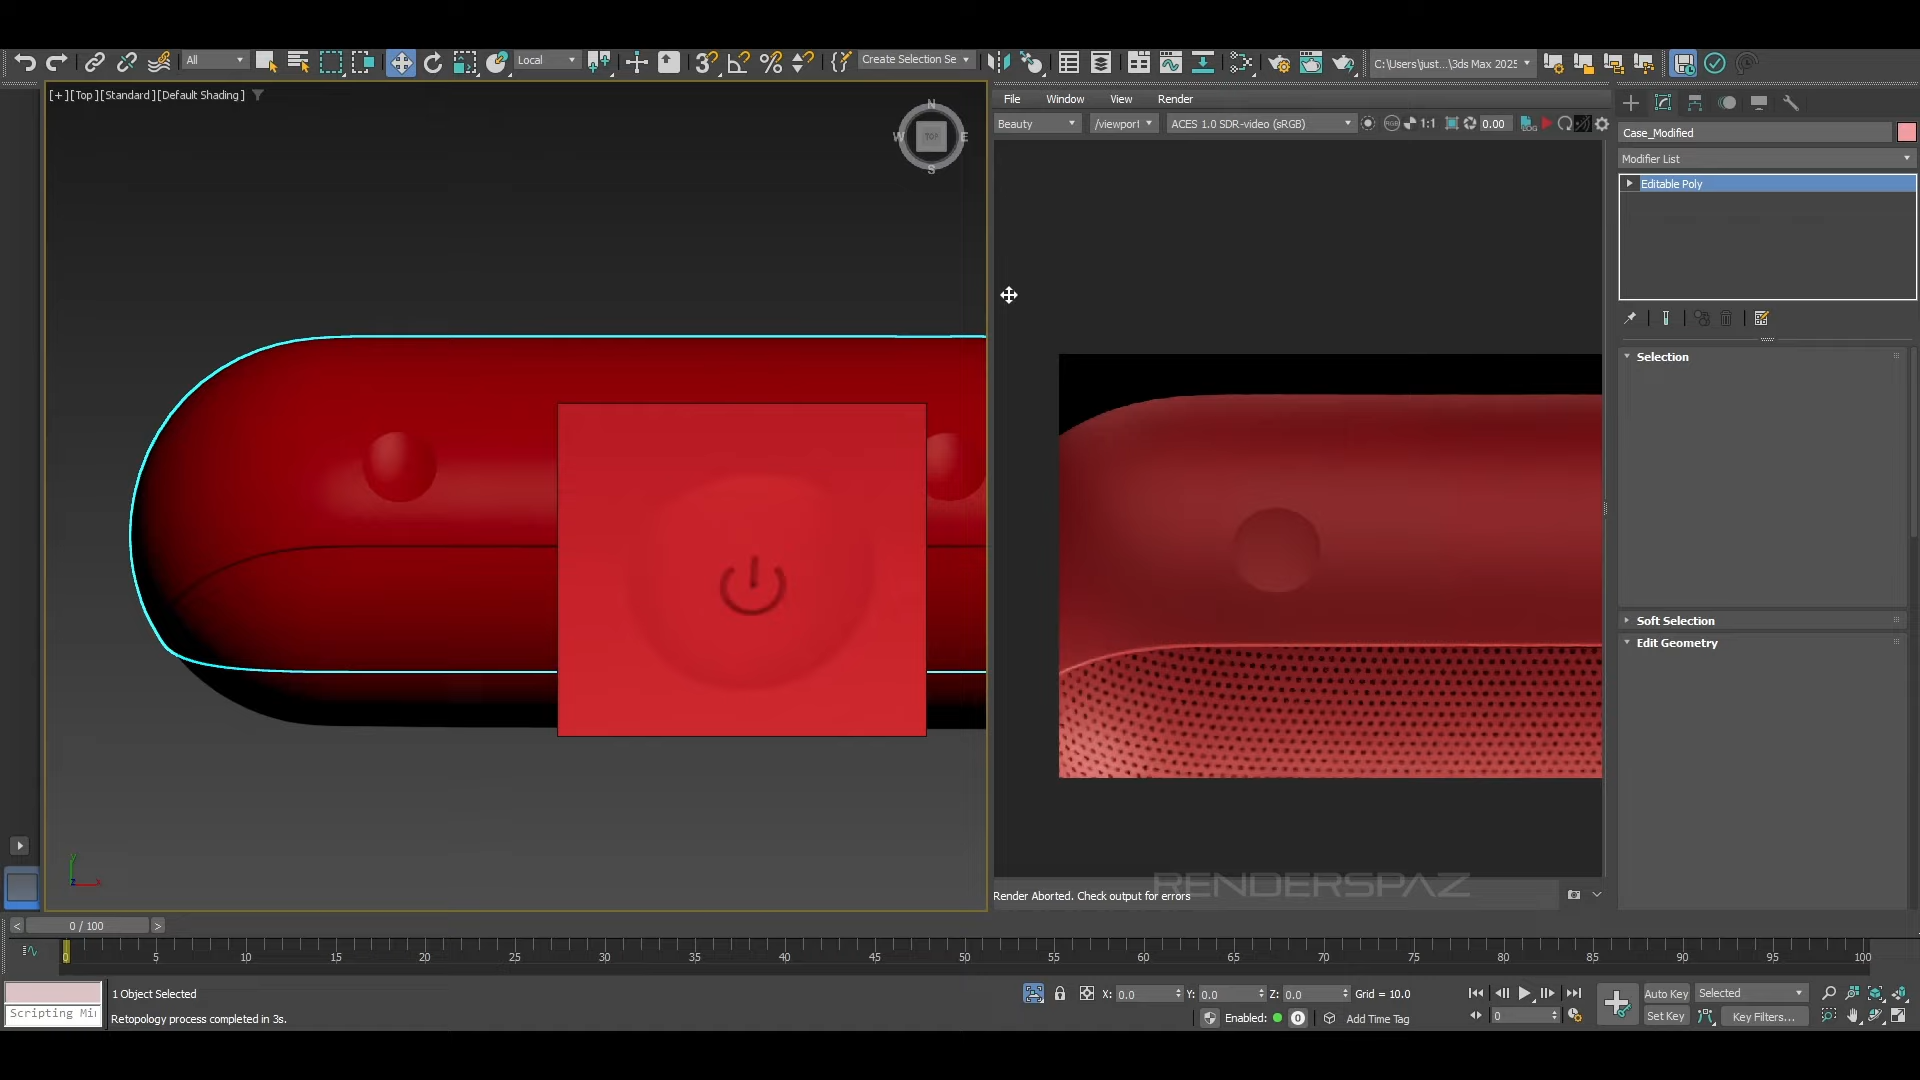 All
Local
Create Selection Se
C:\Users\just...\3ds Max 2025
[+][Top][Standard][Default Shading]
N
W TOP E
S
File Window View Render
Beauty /viewport ACES 1.0 SDR-video (sRGB) 1:1 0.00
Case_Modified
Modifier List
Editable Poly
Selection
Soft Selection
Edit Geometry
RENDERSPAZ
Render Aborted. Check output for errors
y
z x
< 0 / 100 >
0 5 10 15 20 25 30 35 40 45 50 55 60 65 70 75 80 85 90 95 100
1 Object Selected
X: 0.0 Y: 0.0 Z: 0.0 Grid = 10.0
Auto Key Selected
Scripting Mi
Retopology process completed in 3s.
Enabled: 0 Add Time Tag
0
Set Key Key Filters...